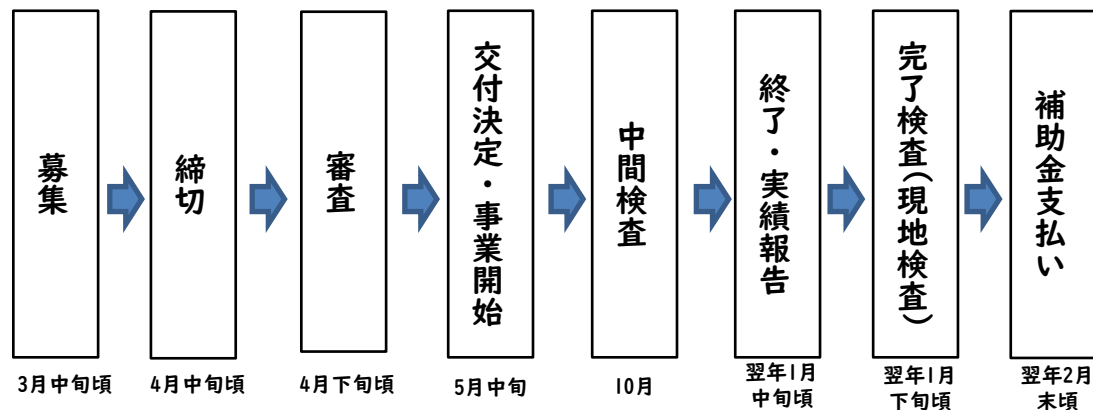 募集
締切
審査
交付決定・事業開始
中間検査
終了・実績報告
完了検査(現地検査)
補助金支払い
3月中旬頃
4月中旬頃
4月下旬頃
5月中旬
10月
翌年1月
中旬頃
翌年1月
下旬頃
翌年2月
末頃